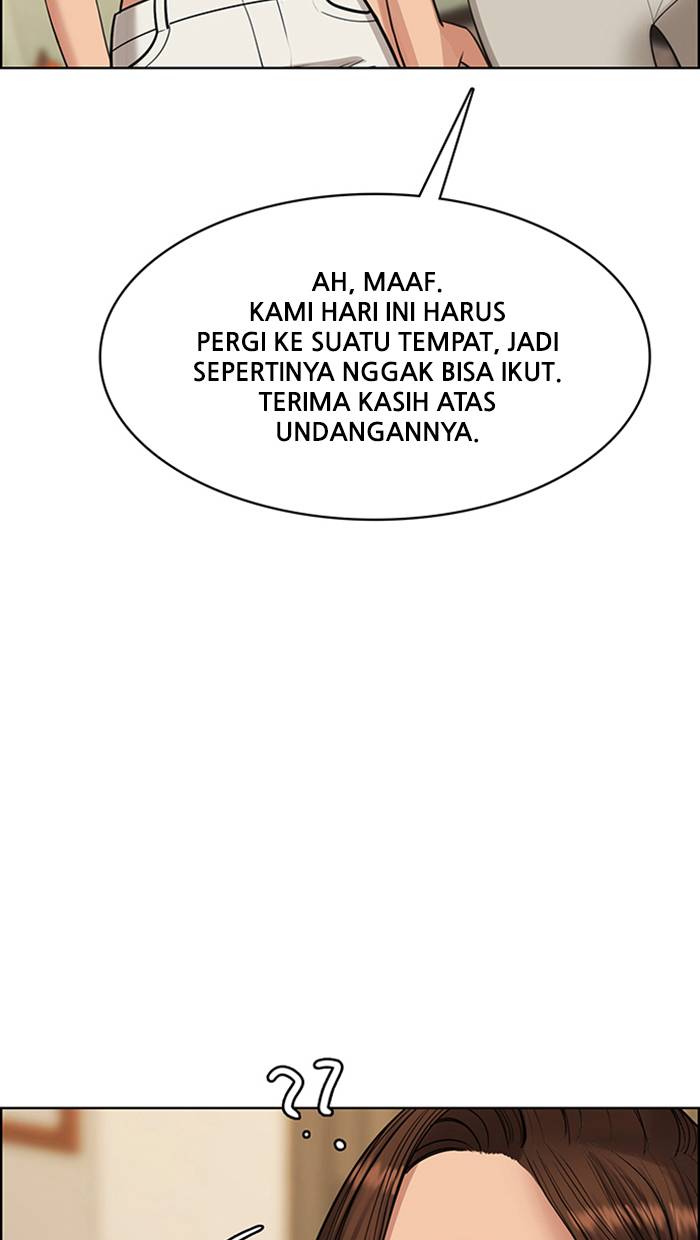 AH, MAAF.
KAMI HARI INI HARUS
PERGI KE SUATU TEMPAT, JADI
SEPERTINYA NGGAK BISA IKUT.
TERIMA KASIH ATAS
UNDANGANNYA.
??